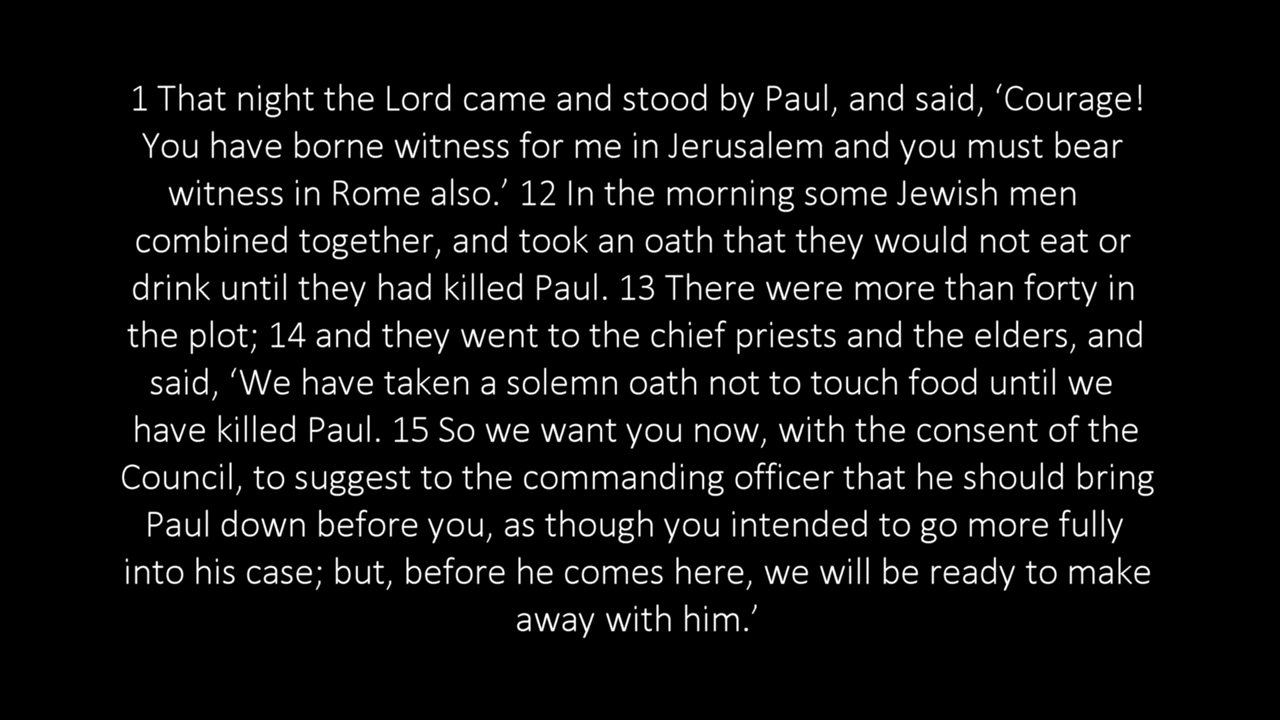 1 That night the Lord came and stood by Paul, and said, ‘Courage!
You have borne witness for me in Jerusalem and you must bear
witness in Rome also.’ 12 In the morning some Jewish men
combined together, and took an oath that they would not eat or
drink until they had killed Paul. 13 There were more than forty in
the plot; 14 and they went to the chief priests and the elders, and
said, ‘We have taken a solemn oath not to touch food until we
have killed Paul. 15 So we want you now, with the consent of the
Council, to suggest to the commanding officer that he should bring
Paul down before you, as though you intended to go more fully
into his case; but, before he comes here, we will be ready to make
away with him.’